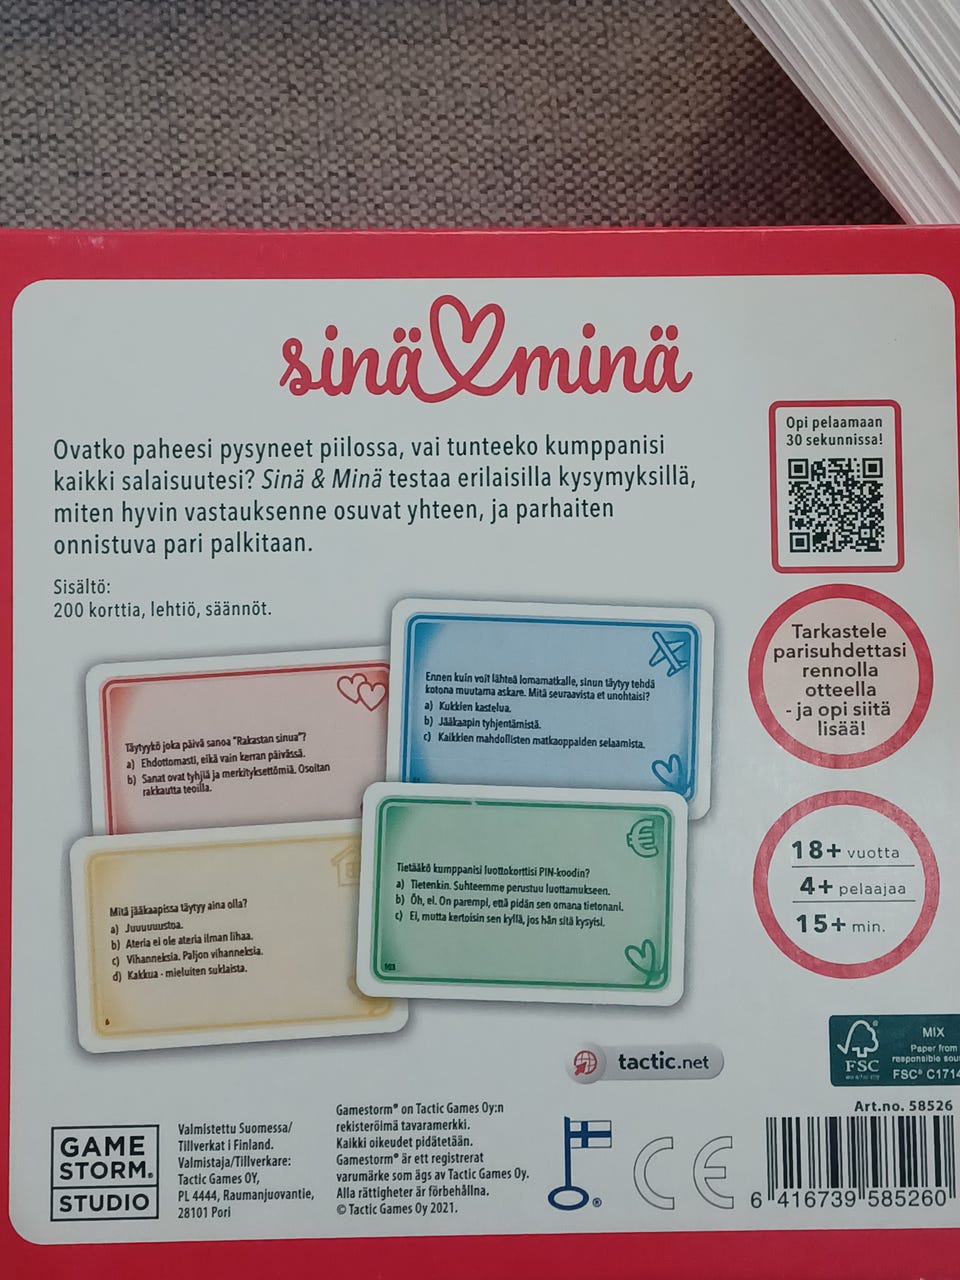 sinä minä
Ovatko paheesi pysyneet piilossa, vai tunteeko kumppanisi
kaikki salaisuutesi? Sinä & Minä testaa erilaisilla kysymyksillä,
miten hyvin vastauksenne osuvat yhteen, ja parhaiten
onnistuva pari palkitaan.
Sisältö:
200 korttia, lehtiö, säännöt.
Opi pelaamaan
30 sekunnissa!
Tarkastele
parisuhdettasi
rennolla
otteella
- ja opi siitä
lisää!
18+ vuotta
4+ pelaajaa
15+ min.
Täytyykö joka päivä sanoa "Rakastan sinua"?
a) Ehdottomasti, eikä vain kerran päivässä.
b) Sanat ovat tyhjiä ja merkityksettömiä. Osoitan
rakkautta teoilla.
Ennen kuin voit lähteä lomamatkalle, sinun täytyy tehdä
kotona muutama askare. Mitä seuraavista et unohtaisi?
a) Kukkien kastelua.
b) Jääkaapin tyhjentämistä.
c) Kaikkien mahdollisten matkaoppaiden selaamista.
Mitä jääkaapissa täytyy aina olla?
a) Juuuuuustoa.
b) Ateria ei ole ateria ilman lihaa.
c) Vihanneksia. Paljon vihanneksia.
d) Kakkua - mieluiten suklaista.
6
Tietääkö kumppanisi luottokorttisi PIN-koodin?
a) Tietenkin. Suhteemme perustuu luottamukseen.
b) Öh, ei. On parempi, että pidän sen omana tietonani.
c) Ei, mutta kertoisin sen kyllä, jos hän sitä kysyisi.
103
tactic.net
FSC
MIX
Paper from
responsible
FSC® C1714
Art.no. 58526
GAME
STORM®
STUDIO
Valmistettu Suomessa/
Tillverkat i Finland.
Valmistaja/Tillverkare:
Tactic Games OY,
PL 4444, Raumanjuovantie,
28101 Pori
Gamestorm® on Tactic Games Oy:n
rekisteröimä tavaramerkki.
Kaikki oikeudet pidätetään.
Gamestorm® är ett registrerat
varumärke som ägs av Tactic Games Oy.
Alla rättigheter är förbehållna.
© Tactic Games Oy 2021.
®
CE
6 416739 585260